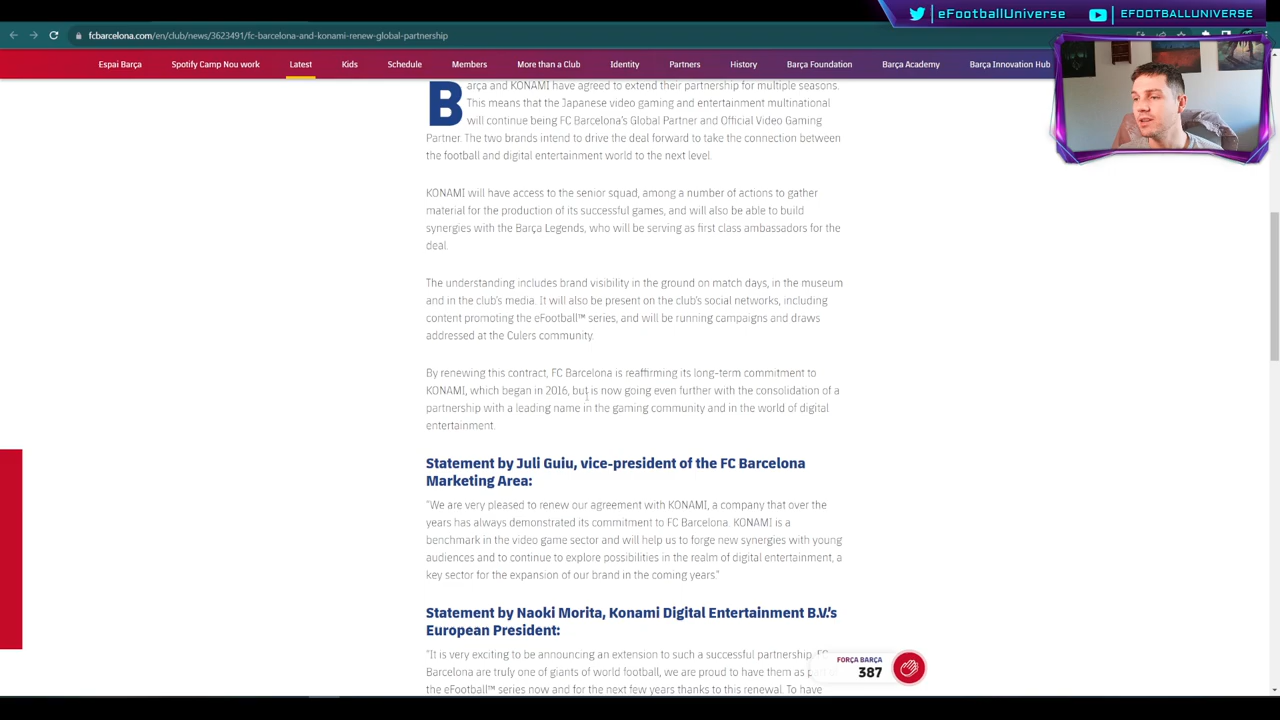 eFootballUniverse
EFOOTBALLUNIVERSE
fcbarcelona.com/en/club/news/3623491/fc-barcelona-and-konami-renew-global-partnership
Espai Barça Spotify Camp Nou work Latest Kids Schedule Members More than a Club Identity Partners History Barça Foundation Barça Academy Barça Innovation Hub
Barça and KONAMI have agreed to extend their partnership for multiple seasons.
This means that the Japanese video gaming and entertainment multinational
will continue being FC Barcelona's Global Partner and Official Video Gaming
Partner. The two brands intend to drive the deal forward to take the connection between
the football and digital entertainment world to the next level.
KONAMI will have access to the senior squad, among a number of actions to gather
material for the production of its successful games, and will also be able to build
synergies with the Barça Legends, who will be serving as first class ambassadors for the
deal.
The understanding includes brand visibility in the ground on match days, in the museum
and in the club's media. It will also be present on the club's social networks, including
content promoting the eFootball™ series, and will be running campaigns and draws
addressed at the Culers community.
By renewing this contract, FC Barcelona is reaffirming its long-term commitment to
KONAMI, which began in 2016, but is now going even further with the consolidation of a
partnership with a leading name in the gaming community and in the world of digital
entertainment.
Statement by Juli Guiu, vice-president of the FC Barcelona
Marketing Area:
"We are very pleased to renew our agreement with KONAMI, a company that over the
years has always demonstrated its commitment to FC Barcelona. KONAMI is a
benchmark in the video game sector and will help us to forge new synergies with young
audiences and to continue to explore possibilities in the realm of digital entertainment, a
key sector for the expansion of our brand in the coming years."
Statement by Naoki Morita, Konami Digital Entertainment B.V.'s
European President:
"It is very exciting to be announcing an extension to such a successful partnership. FC
Barcelona are truly one of giants of world football, we are proud to have them as
the eFootball™ series now and for the next few years thanks to this renewal. To have
FORÇA BARÇA
387